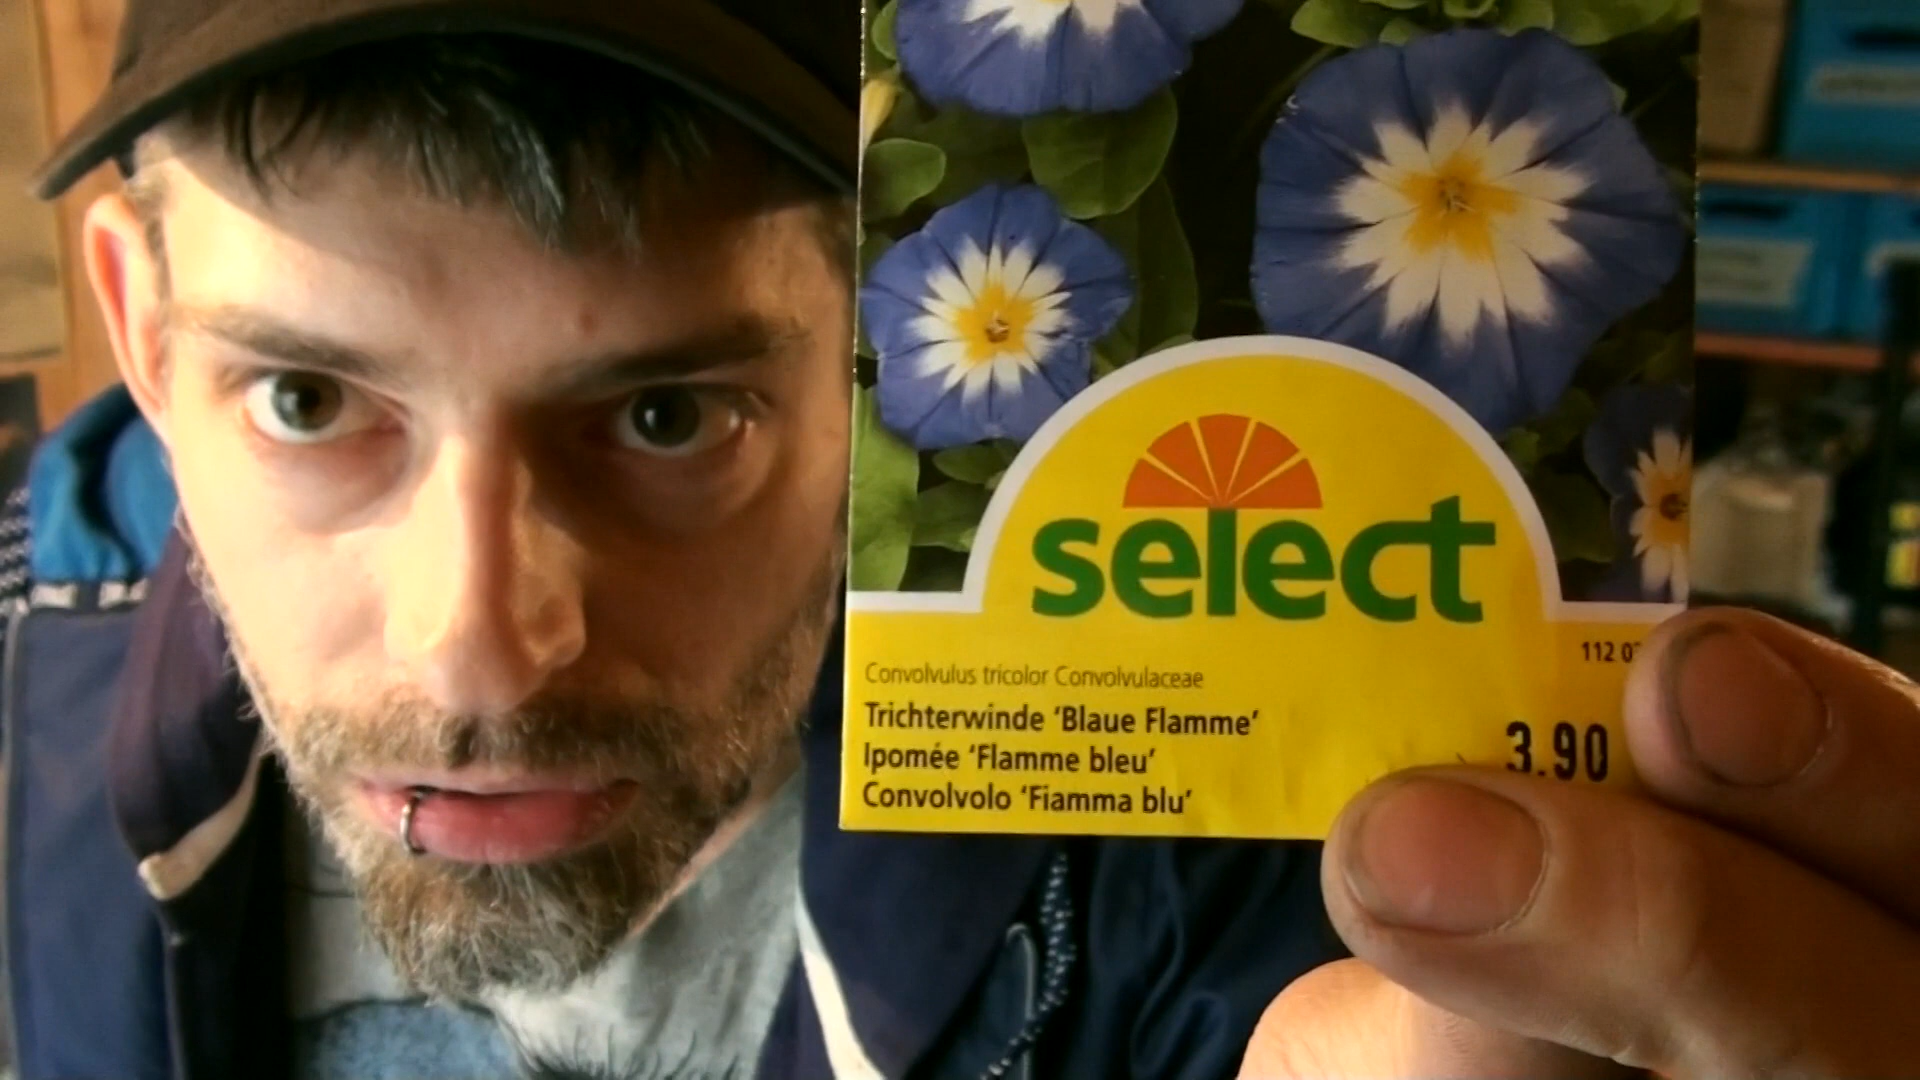 select
112 0
Convolvulus tricolor Convolvulaceae
Trichterwinde ‘Blaue Flamme’
Ipomée ‘Flamme bleu’
3.90
Convolvolo ‘Fiamma blu’